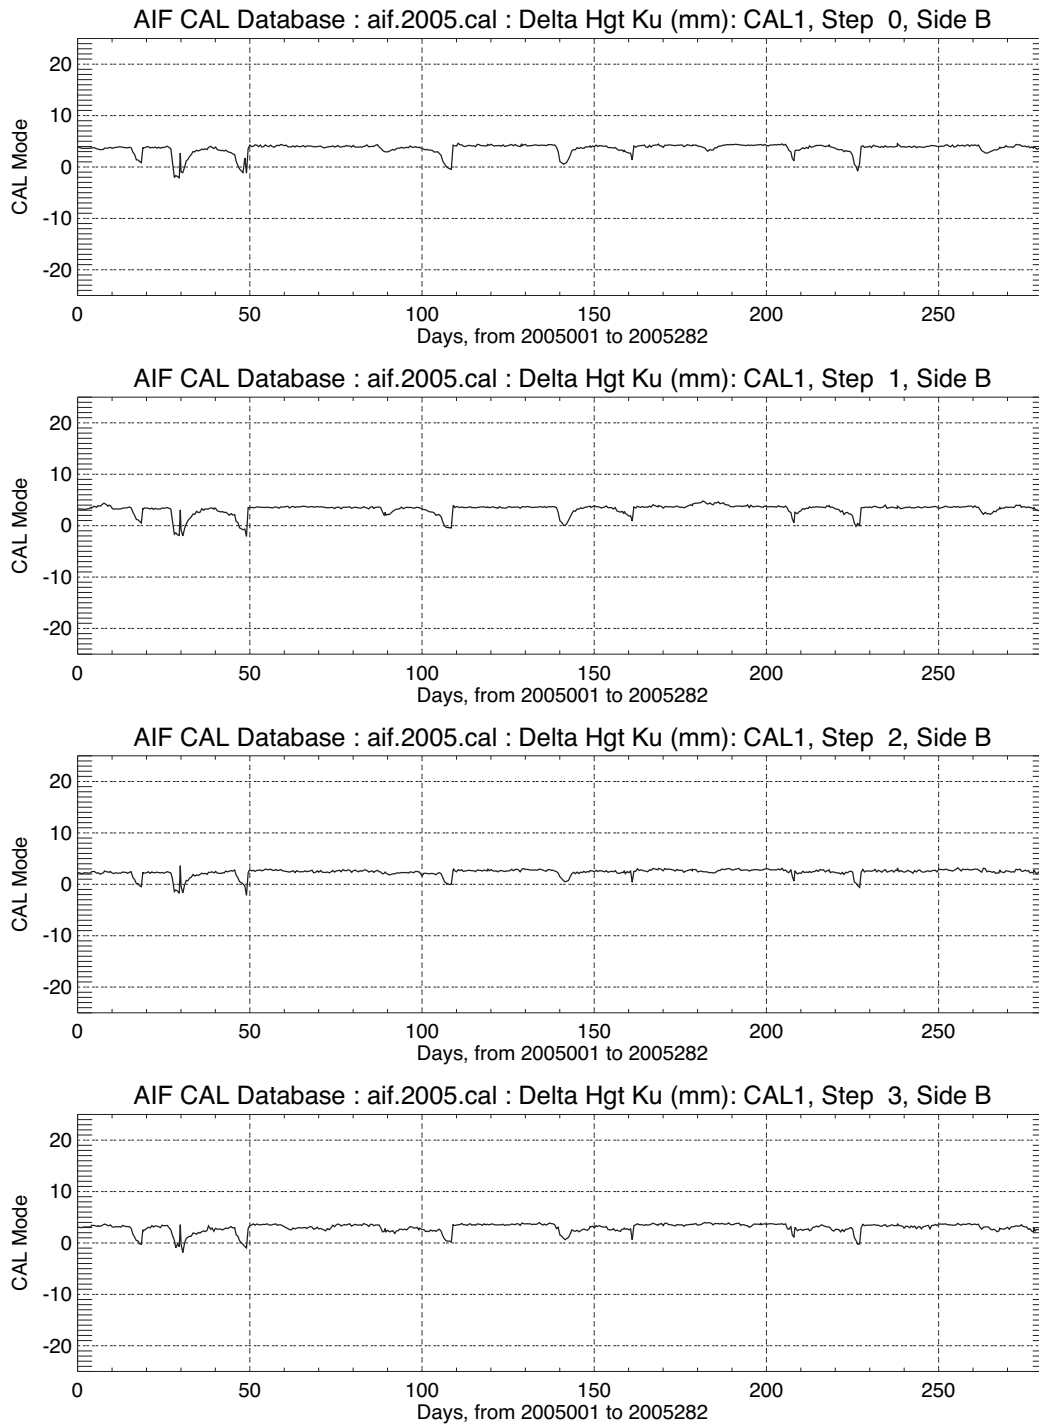 AIF CAL Database : aif.2005.cal : Delta Hgt Ku (mm): CAL1, Step  0, Side B
20
10
0
-10
-20
CAL Mode
0 50 100 150 200 250
Days, from 2005001 to 2005282
AIF CAL Database : aif.2005.cal : Delta Hgt Ku (mm): CAL1, Step  1, Side B
20
10
0
-10
-20
CAL Mode
0 50 100 150 200 250
Days, from 2005001 to 2005282
AIF CAL Database : aif.2005.cal : Delta Hgt Ku (mm): CAL1, Step  2, Side B
20
10
0
-10
-20
CAL Mode
0 50 100 150 200 250
Days, from 2005001 to 2005282
AIF CAL Database : aif.2005.cal : Delta Hgt Ku (mm): CAL1, Step  3, Side B
20
10
0
-10
-20
CAL Mode
0 50 100 150 200 250
Days, from 2005001 to 2005282